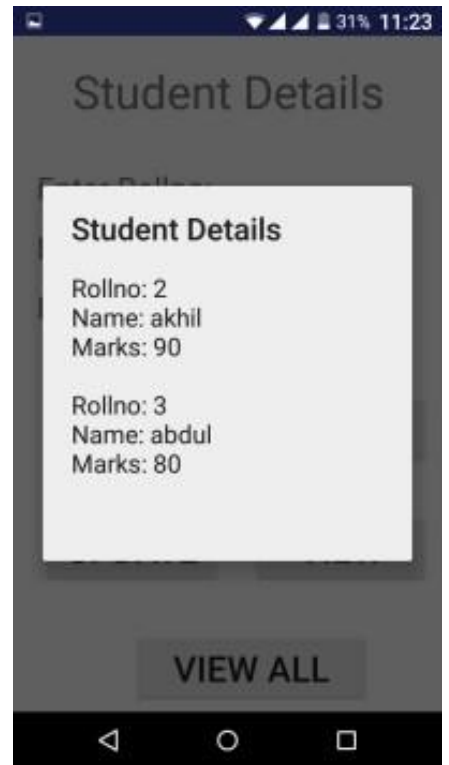 31% 11:23
Student Details
Student Details
Rollno: 2
Name: akhil
Marks: 90
Rollno: 3
Name: abdul
Marks: 80
VIEW ALL